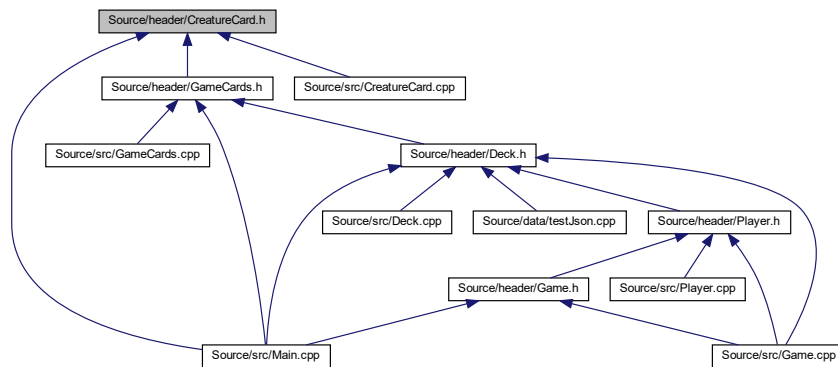 Source/header/CreatureCard.h
Source/header/GameCards.h
Source/src/CreatureCard.cpp
Source/src/GameCards.cpp
Source/header/Deck.h
Source/src/Deck.cpp
Source/data/testJson.cpp
Source/header/Player.h
Source/header/Game.h
Source/src/Player.cpp
Source/src/Main.cpp
Source/src/Game.cpp